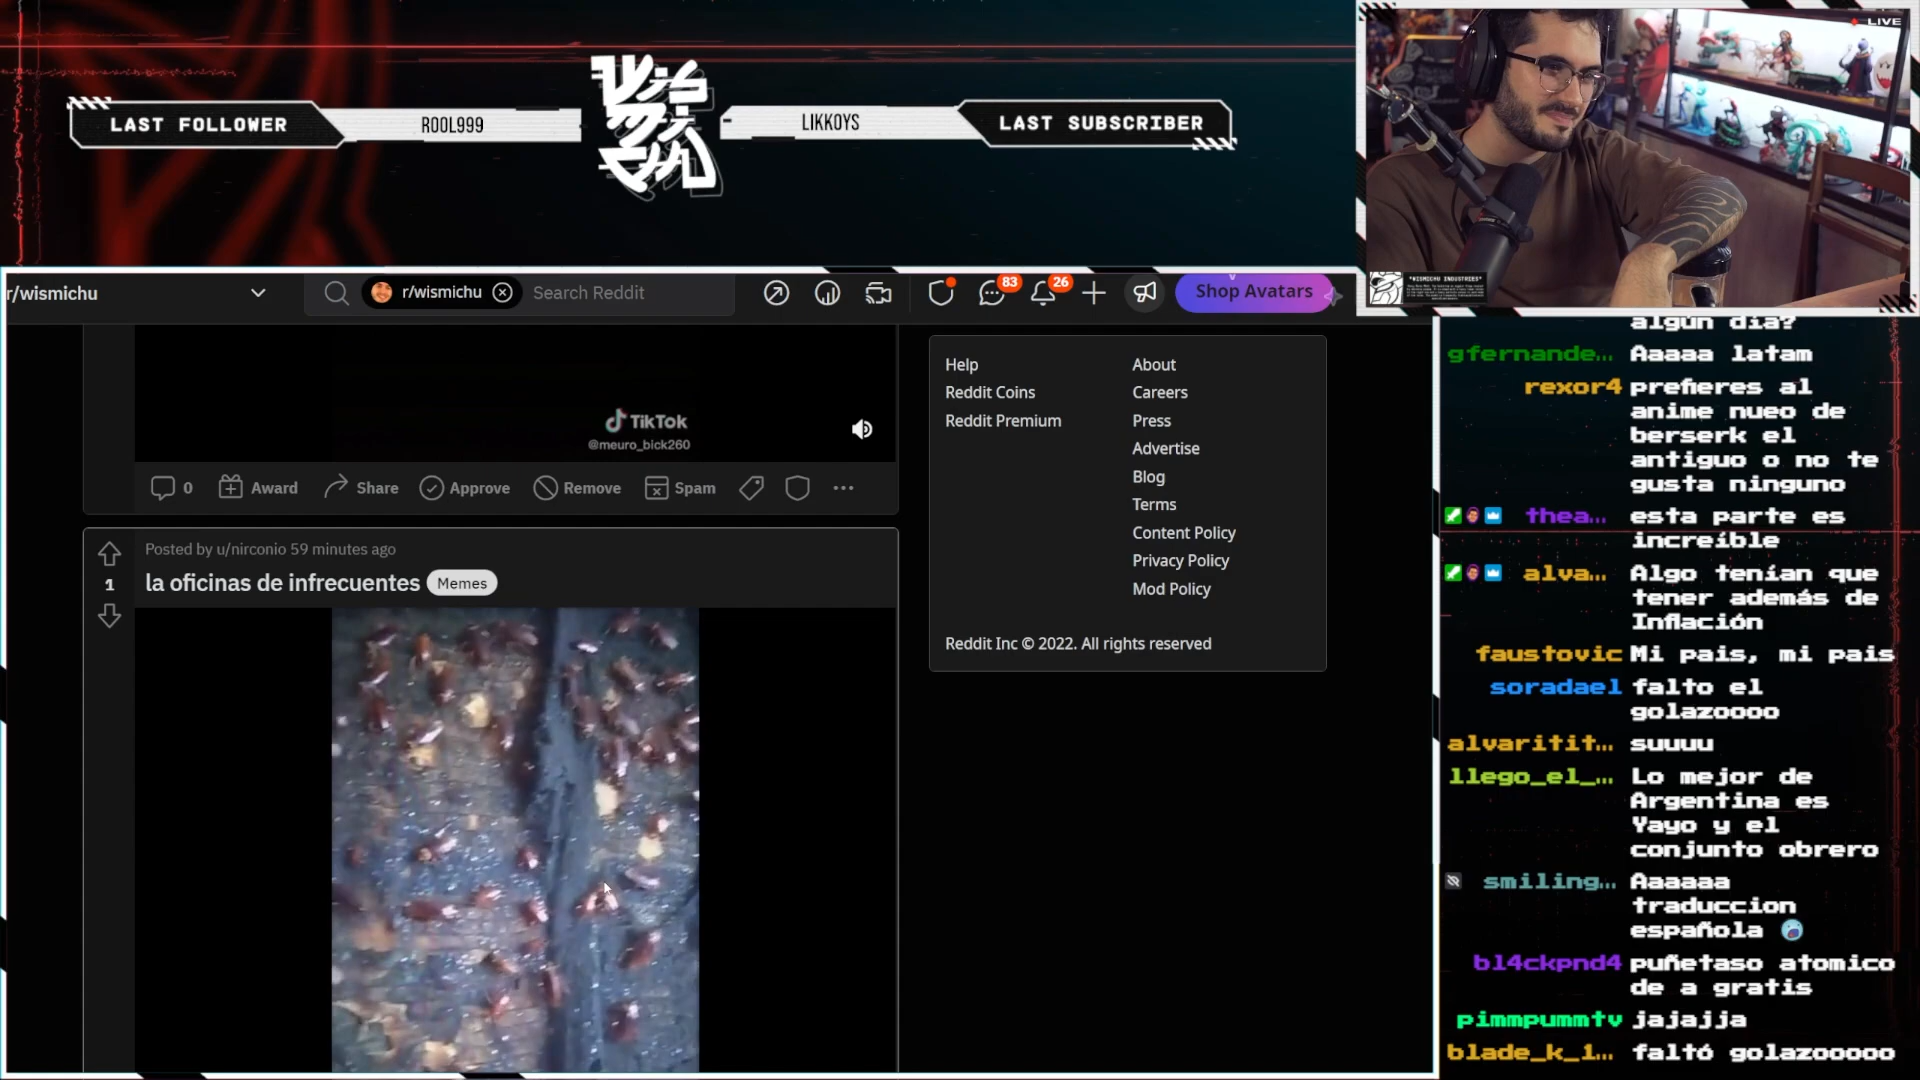 LAST FOLLOWER
ROOL999
LIKKOYS
LAST SUBSCRIBER
LIVE
*WISMICHU INDUSTRIES*
r/wismichu
r/wismichu
Search Reddit
83
26
Shop Avatars
TikTok
@meuro_bick260
0
Award
Share
Approve
Remove
Spam
Posted by u/nirconio 59 minutes ago
1
la oficinas de infrecuentes
Memes
Help
Reddit Coins
Reddit Premium
About
Careers
Press
Advertise
Blog
Terms
Content Policy
Privacy Policy
Mod Policy
Reddit Inc © 2022. All rights reserved
algún día?
gfernande... Aaaaa latam
rexor4 prefieres al
anime nueo de
berserk el
antiguo o no te
gusta ninguno
thea... esta parte es
increíble
alva... Algo tenían que
tener además de
Inflación
faustovic Mi pais, mi pais
soradael falto el
golazoooo
alvaritit... suuuu
llego_el_... Lo mejor de
Argentina es
Yayo y el
conjunto obrero
smiling... Aaaaaa
traduccion
española
bl4ckpnd4 puñetaso atomico
de a gratis
pimmpummtv jajajja
blade_k_1... faltó golazooooo